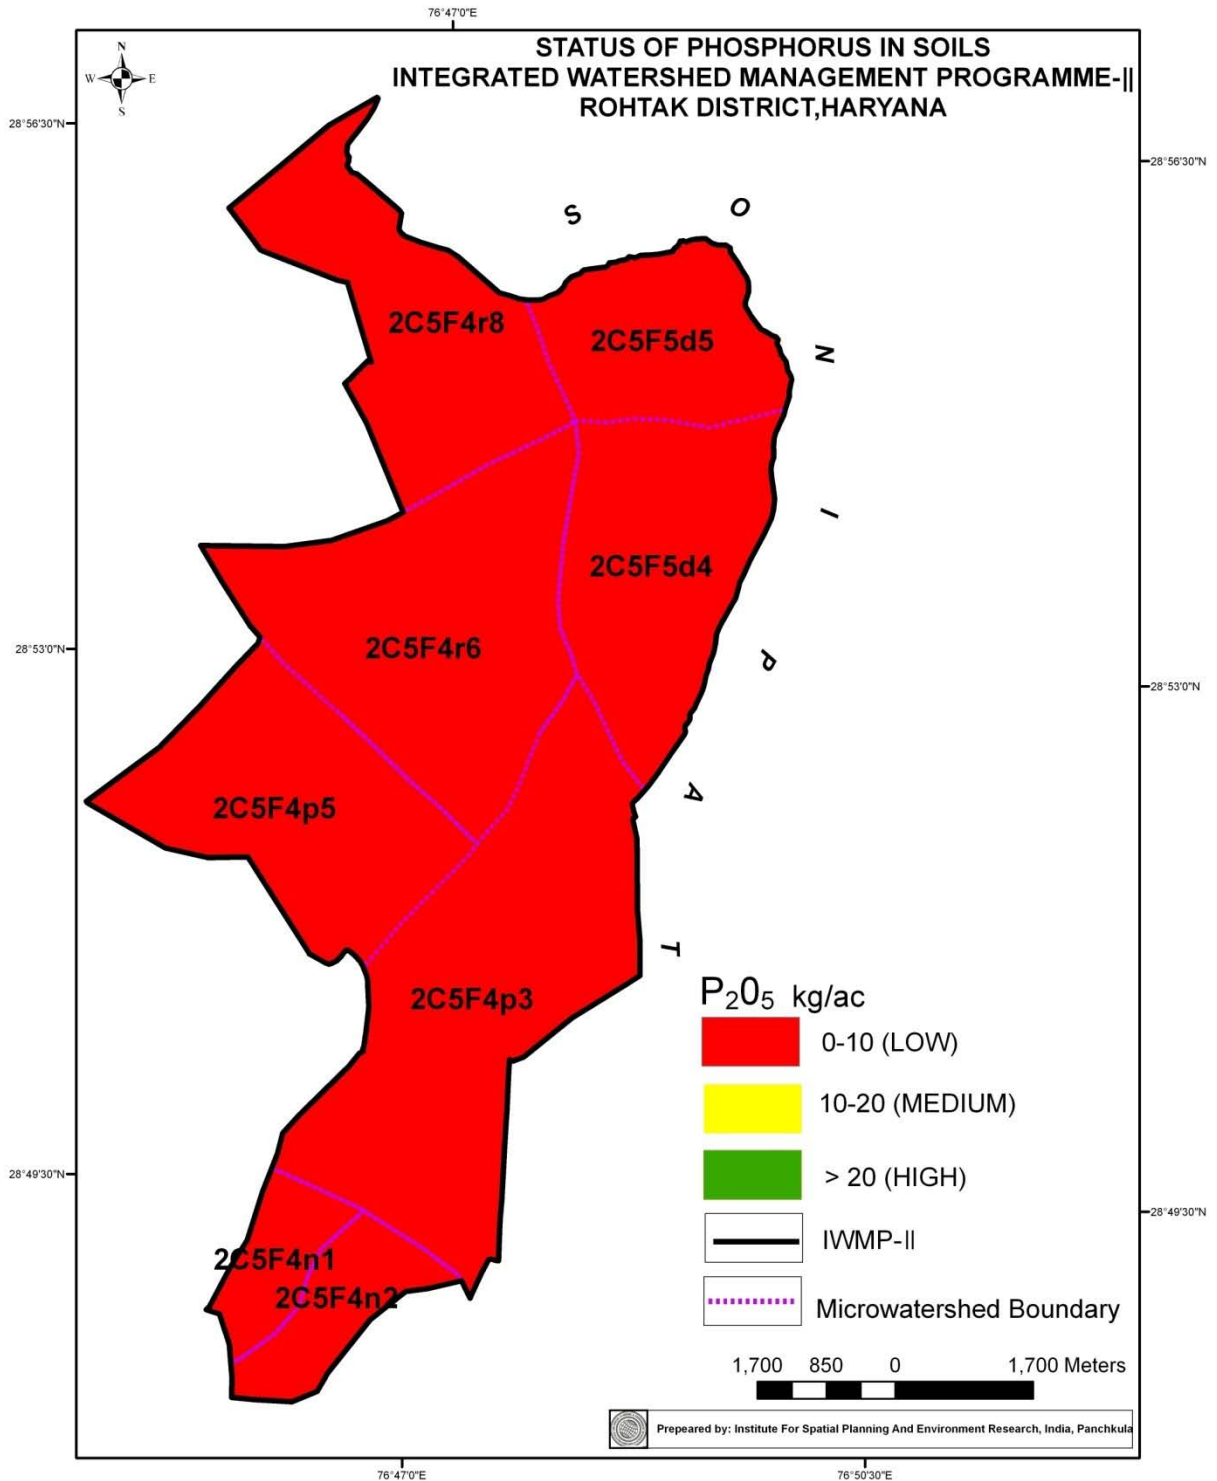 76°47'0"E
STATUS OF PHOSPHORUS IN SOILS
INTEGRATED WATERSHED MANAGEMENT PROGRAMME-II
ROHTAK DISTRICT,HARYANA
N
W E
S
28°56'30"N
28°56'30"N
S O N I P A T
2C5F4r8
2C5F5d5
2C5F5d4
2C5F4r6
28°53'0"N
28°53'0"N
2C5F4p5
2C5F4p3
P₂0₅ kg/ac
0-10 (LOW)
10-20 (MEDIUM)
> 20 (HIGH)
IWMP-II
Microwatershed Boundary
28°49'30"N
28°49'30"N
2C5F4n1
2C5F4n2
1,700 850 0 1,700 Meters
Prepeared by: Institute For Spatial Planning And Environment Research, India, Panchkula
76°47'0"E
76°50'30"E